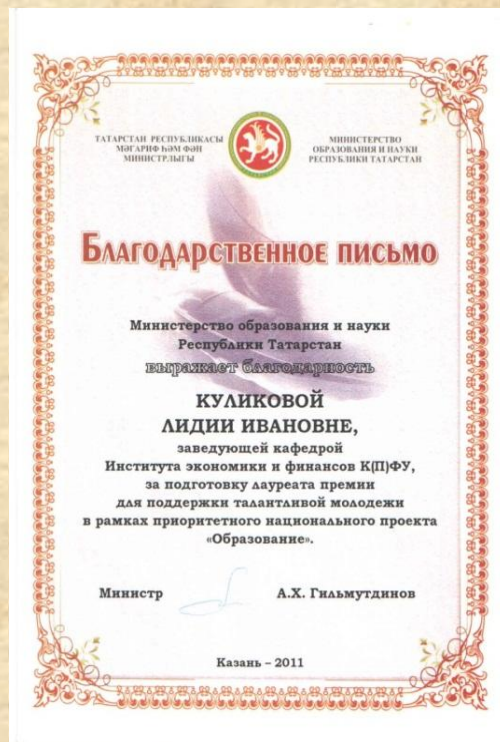 ТАТАРСТАН РЕСПУБЛИКАСЫ
МӘГАРИФ ҺӘМ ФӘН
МИНИСТРЛЫГЫ
МИНИСТЕРСТВО
ОБРАЗОВАНИЯ И НАУКИ
РЕСПУБЛИКИ ТАТАРСТАН
БЛАГОДАРСТВЕННОЕ ПИСЬМО
Министерство образования и науки
Республики Татарстан
выражает благодарность
КУЛИКОВОЙ
ЛИДИИ ИВАНОВНЕ,
заведующей кафедрой
Института экономики и финансов К(П)ФУ,
за подготовку лауреата премии
для поддержки талантливой молодежи
в рамках приоритетного национального проекта
«Образование».
Министр А.Х. Гильмутдинов
Казань – 2011